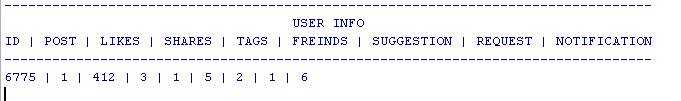 --------------------------------------------------------------------------------
USER INFO
ID | POST | LIKES | SHARES | TAGS | FREINDS | SUGGESTION | REQUEST | NOTIFICATION
--------------------------------------------------------------------------------
6775 | 1 | 412 | 3 | 1 | 5 | 2 | 1 | 6